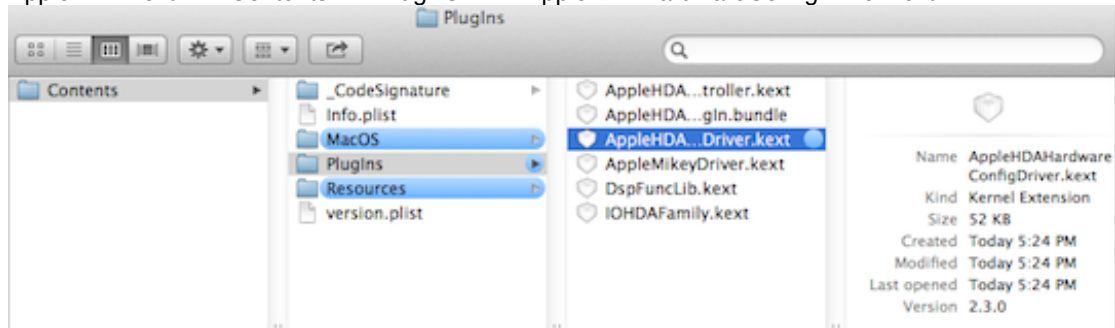 PlugIns
Contents
_CodeSignature
Info.plist
MacOS
PlugIns
Resources
version.plist
AppleHDA...troller.kext
AppleHDA...gIn.bundle
AppleHDA...Driver.kext
AppleMikeyDriver.kext
DspFuncLib.kext
IOHDAFamily.kext
Name AppleHDAHardware
ConfigDriver.kext
Kind Kernel Extension
Size 52 KB
Created Today 5:24 PM
Modified Today 5:24 PM
Last opened Today 5:24 PM
Version 2.3.0